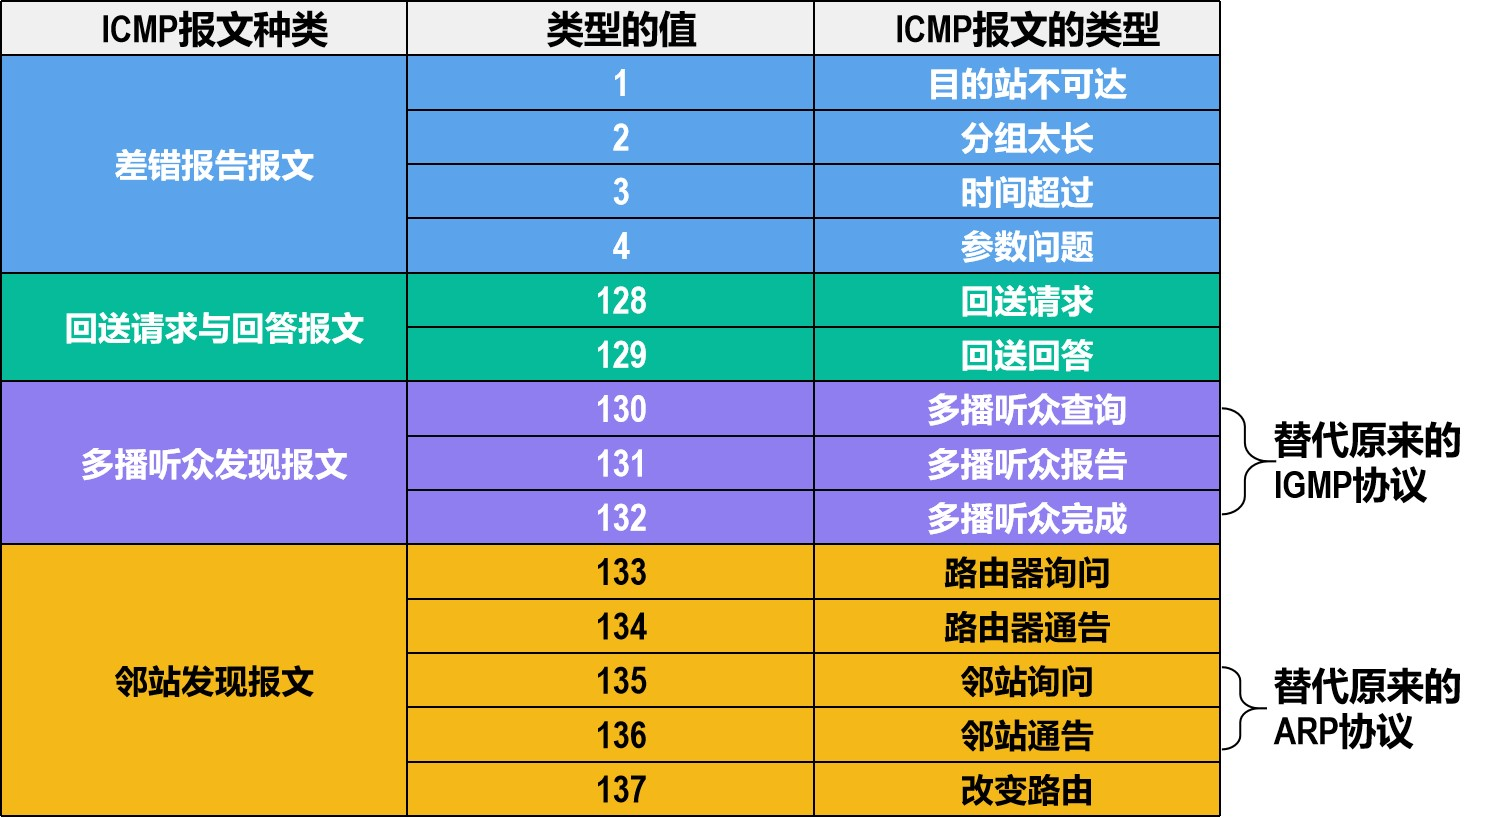 ICMP报文种类 类型的值 ICMP报文的类型
差错报告报文
1 目的站不可达
2 分组太长
3 时间超过
4 参数问题
回送请求与回答报文
128 回送请求
129 回送回答
多播听众发现报文
130 多播听众查询
131 多播听众报告
132 多播听众完成
替代原来的
IGMP协议
邻站发现报文
133 路由器询问
134 路由器通告
135 邻站询问
136 邻站通告
137 改变路由
替代原来的
ARP协议